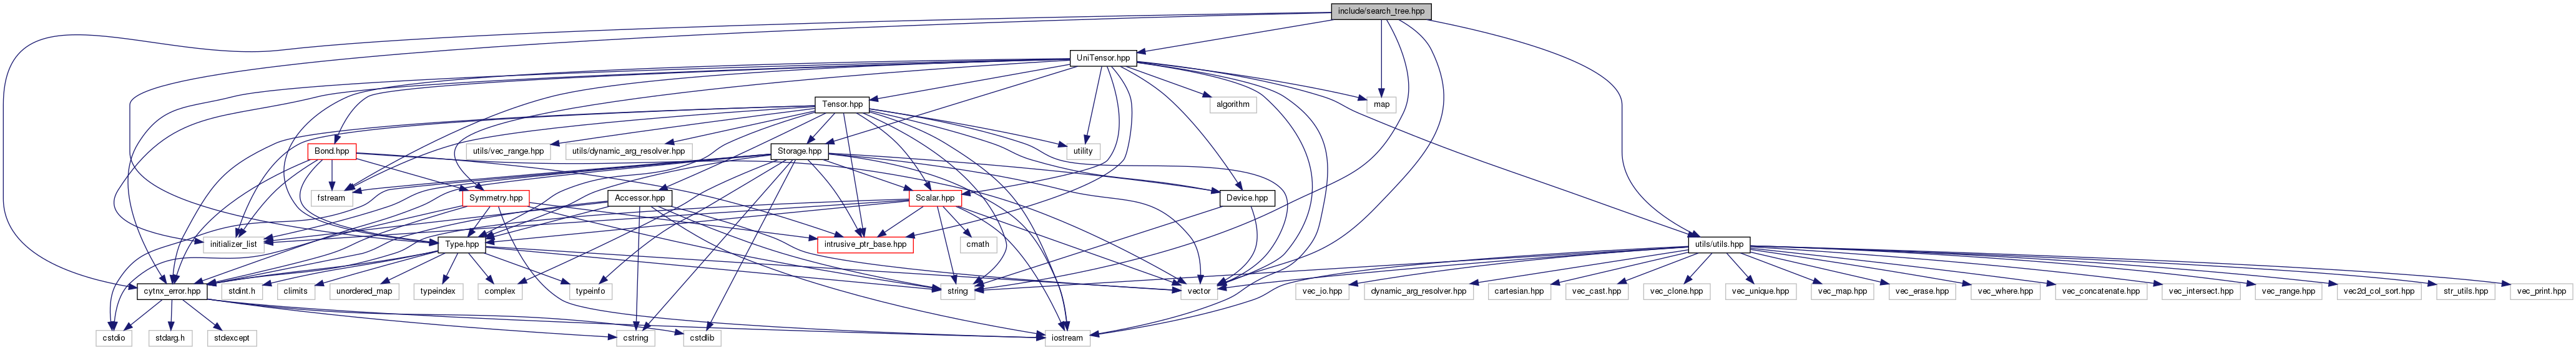 include/search_tree.hpp
UniTensor.hpp
Tensor.hpp
algorithm
map
Bond.hpp
utils/vec_range.hpp
utils/dynamic_arg_resolver.hpp
Storage.hpp
utility
fstream
Symmetry.hpp
Accessor.hpp
Scalar.hpp
Device.hpp
initializer_list
Type.hpp
intrusive_ptr_base.hpp
cmath
utils/utils.hpp
cytnx_error.hpp
stdint.h
climits
unordered_map
typeindex
complex
typeinfo
string
vector
vec_io.hpp
dynamic_arg_resolver.hpp
cartesian.hpp
vec_cast.hpp
vec_clone.hpp
vec_unique.hpp
vec_map.hpp
vec_erase.hpp
vec_where.hpp
vec_concatenate.hpp
vec_intersect.hpp
vec_range.hpp
vec2d_col_sort.hpp
str_utils.hpp
vec_print.hpp
cstdio
stdarg.h
stdexcept
cstring
cstdlib
iostream